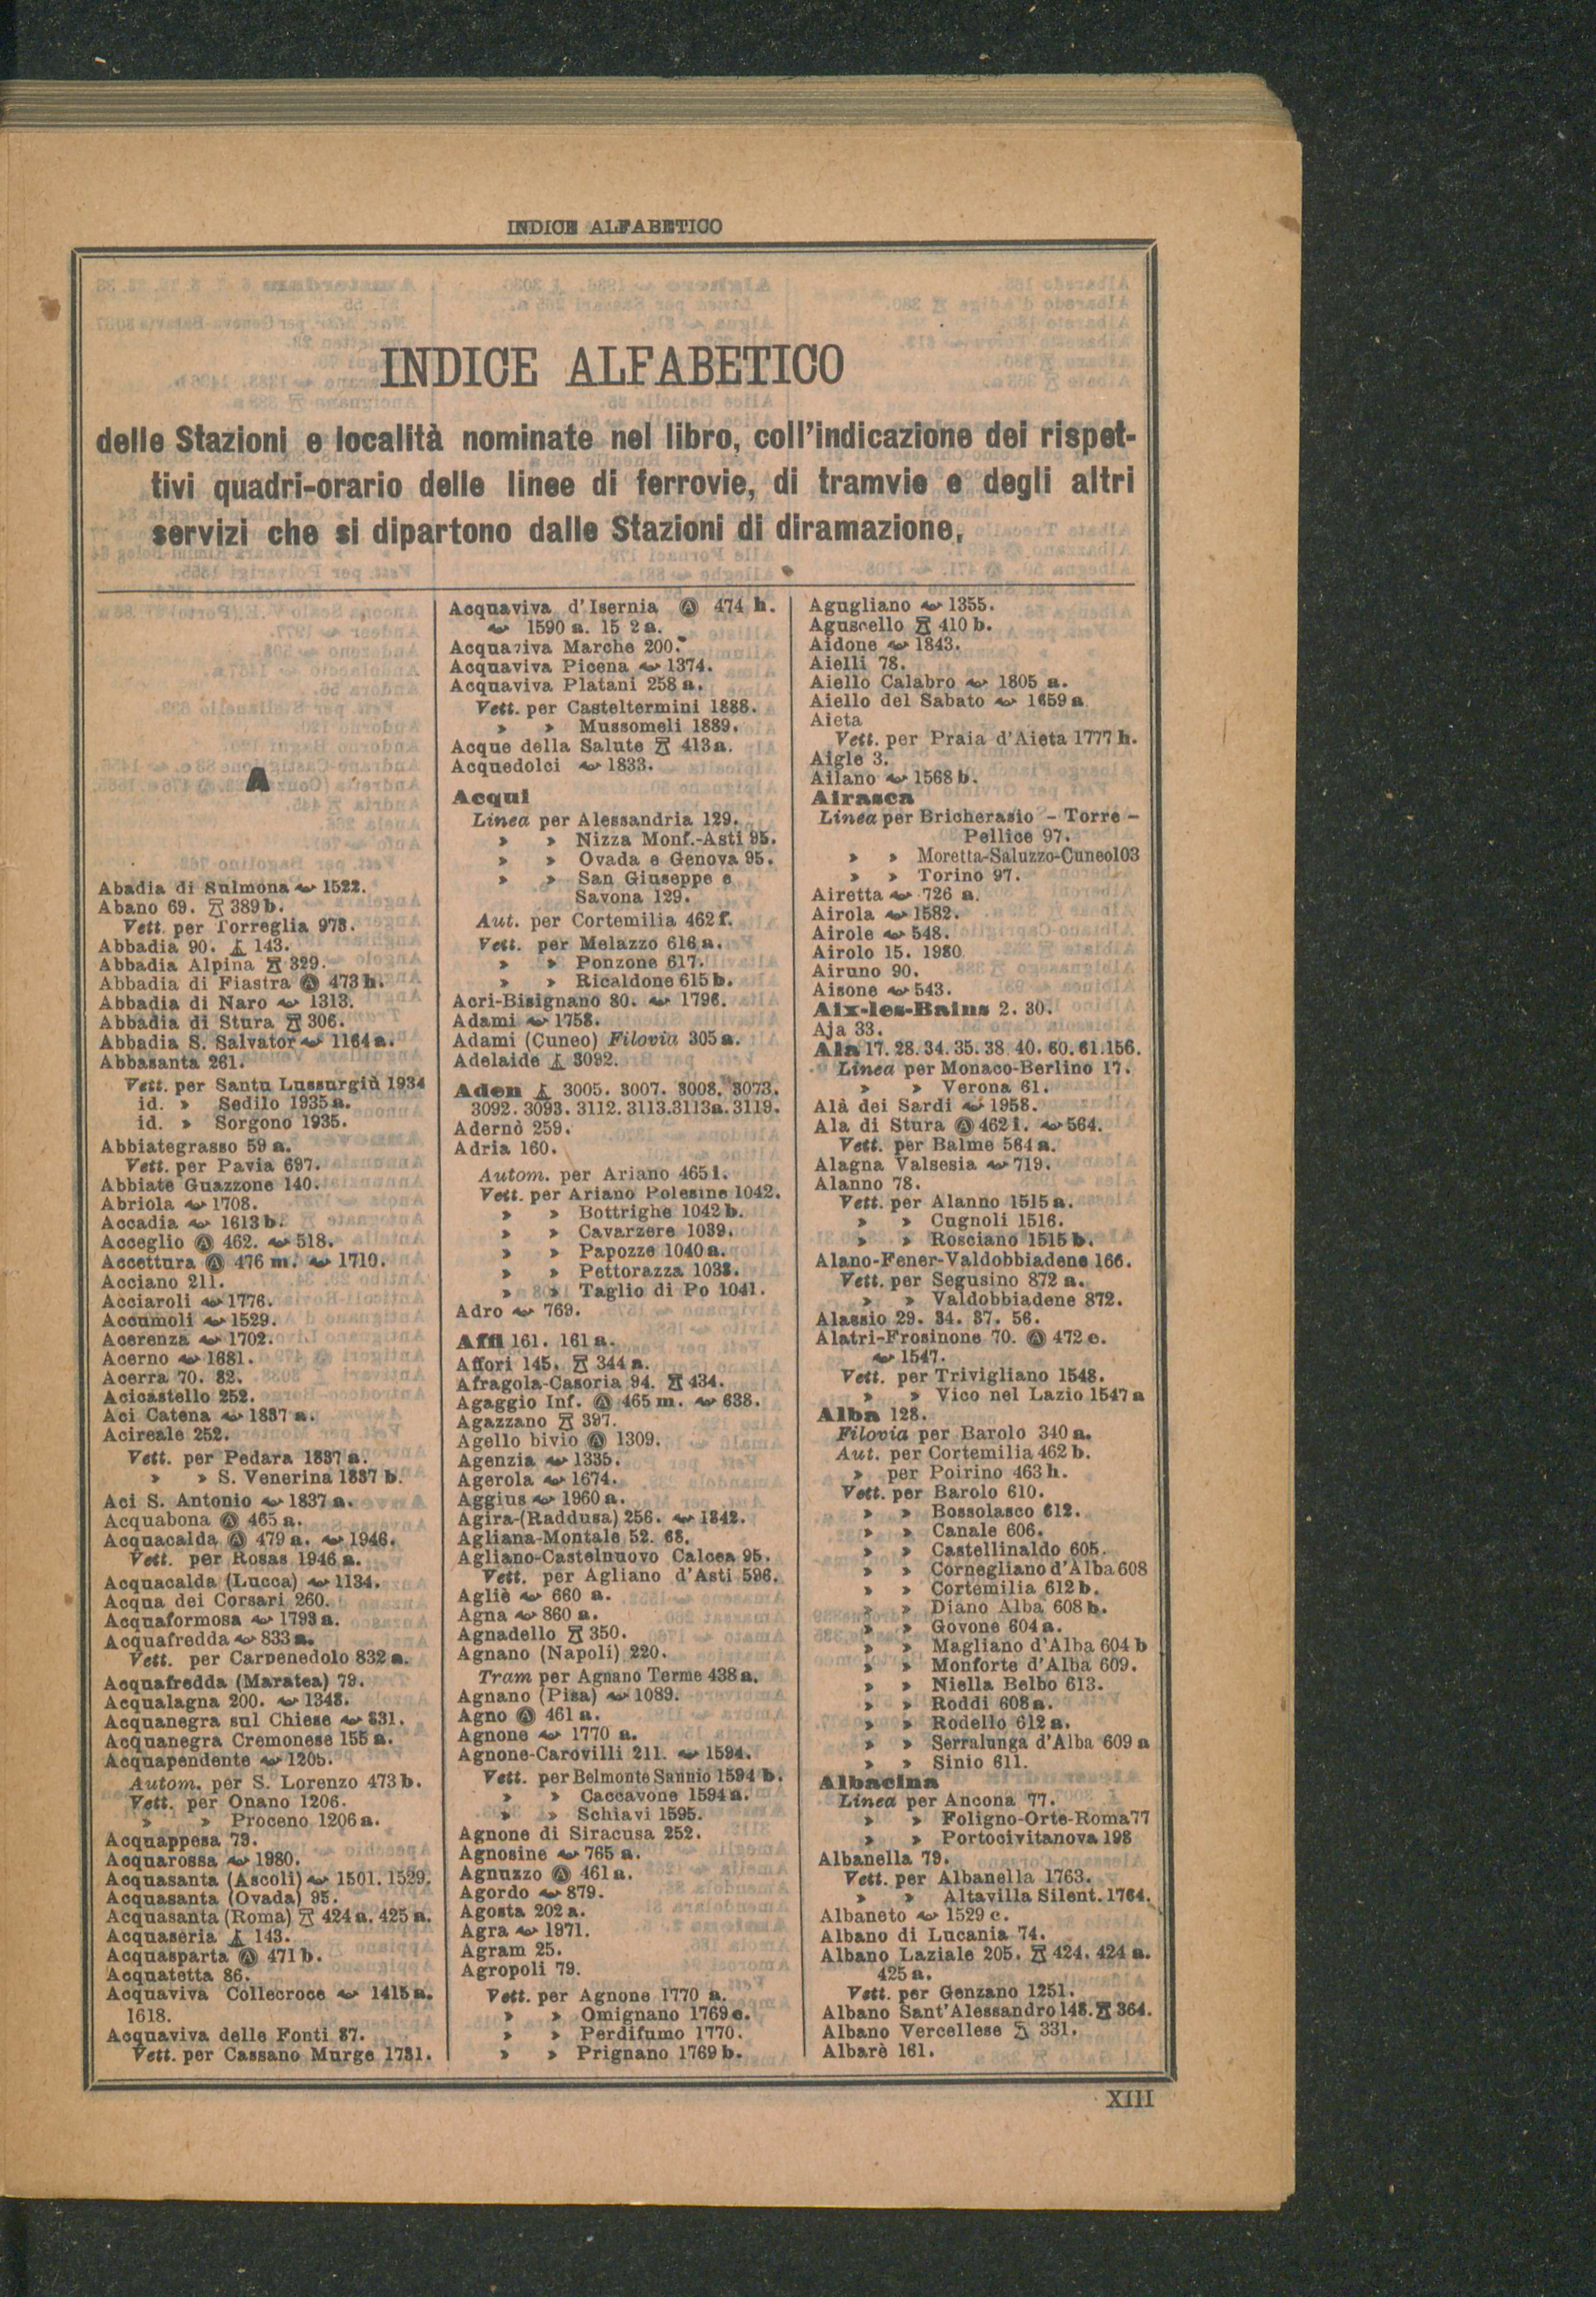 INDICE ALFABETICO
INDICE ALFABETICO
delle Stazioni e località nominate nel libro, coll'indicazione dei rispet-
tivi quadri-orario delle linee di ferrovie, di tramvie e degli altri
servizi che si dipartono dalle Stazioni di diramazione.
A
Abadia di Sulmona 1522.
Abano 69. 389 b.
Vett. per Torreglia 978.
Abbadia 90. 143.
Abbadia Alpina 329.
Abbadia di Fiastra Ⓐ 473 h.
Abbadia di Naro 1313.
Abbadia di Stura 306.
Abbadia S. Salvator 1164 a.
Abbasanta 261.
Vett. per Santu Lussurgiù 1934
id. » Sedilo 1935 a.
id. » Sorgono 1935.
Abbiategrasso 59 a.
Vett. per Pavia 697.
Abbiate Guazzone 140.
Abriola 1708.
Accadia 1613 b.
Acceglio Ⓐ 462. 518.
Accettura Ⓐ 476 m. 1710.
Acciano 211.
Acciaroli 1776.
Accumoli 1529.
Acerenza 1702.
Acerno 1681.
Acerra 70. 82.
Acicastello 252.
Aci Catena 1837 a.
Acireale 252.
Vett. per Pedara 1837 a.
» » S. Venerina 1837 b.
Aci S. Antonio 1837 a.
Acquabona Ⓐ 465 a.
Acquacalda Ⓐ 479 a. 1946.
Vett. per Rosas 1946 a.
Acquacalda (Lucca) 1134.
Acqua dei Corsari 260.
Acquaformosa 1793 a.
Acquafredda 833 a.
Vett. per Carpenedolo 832 a.
Acquafredda (Maratea) 79.
Acqualagna 200. 1348.
Acquanegra sul Chiese 831.
Acquanegra Cremonese 155 a.
Acquapendente 1205.
Autom. per S. Lorenzo 473 b.
Vett. per Onano 1206.
» » Proceno 1206 a.
Acquappesa 79.
Acquarossa 1980.
Acquasanta (Ascoli) 1501. 1529.
Acquasanta (Ovada) 95.
Acquasanta (Roma) 424 a. 425 a.
Acquaseria 143.
Acquasparta Ⓐ 471 b.
Acquatetta 86.
Acquaviva Collecroce 1415 a.
1618.
Acquaviva delle Fonti 87.
Vett. per Cassano Murge 1731.
Acquaviva d'Isernia Ⓐ 474 h.
1590 a. 15 2 a.
Acquaviva Marche 200.
Acquaviva Picena 1374.
Acquaviva Platani 258 a.
Vett. per Casteltermini 1888.
» » Mussomeli 1889.
Acque della Salute 413 a.
Acquedolci 1833.
Acqui
Linea per Alessandria 129.
» » Nizza Monf.-Asti 95.
» » Ovada e Genova 95.
» » San Giuseppe e
Savona 129.
Aut. per Cortemilia 462 f.
Vett. per Melazzo 616 a.
» » Ponzone 617.
» » Ricaldone 615 b.
Acri-Bisignano 80. 1796.
Adami 1758.
Adami (Cuneo) Filovia 305 a.
Adelaide 3092.
Aden 3005. 3007. 3008. 3073.
3092. 3093. 3112. 3113. 3113a. 3119.
Adernò 259.
Adria 160.
Autom. per Ariano 465 i.
Vett. per Ariano Polesine 1042.
» » Bottrighe 1042 b.
» » Cavarzere 1039.
» » Papozze 1040 a.
» » Pettorazza 1038.
» » Taglio di Po 1041.
Adro 769.
Affi 161. 161 a.
Affori 145. 344 a.
Afragola-Casoria 94. 434.
Agaggio Inf. Ⓐ 465 m. 638.
Agazzano 397.
Agello bivio Ⓐ 1309.
Agenzia 1335.
Agerola 1674.
Aggius 1960 a.
Agira-(Raddusa) 256. 1842.
Agliana-Montale 52. 68.
Agliano-Castelnuovo Calcea 95.
Vett. per Agliano d'Asti 596.
Agliè 660 a.
Agna 860 a.
Agnadello 350.
Agnano (Napoli) 220.
Tram per Agnano Terme 438 a.
Agnano (Pisa) 1089.
Agno Ⓐ 461 a.
Agnone 1770 a.
Agnone-Carovilli 211. 1594.
Vett. per Belmonte Sannio 1594 b.
» » Caccavone 1594 a.
» » Schiavi 1595.
Agnone di Siracusa 252.
Agnosine 765 a.
Agnuzzo Ⓐ 461 a.
Agordo 879.
Agosta 202 a.
Agra 1971.
Agram 25.
Agropoli 79.
Vett. per Agnone 1770 a.
» » Omignano 1769 c.
» » Perdifumo 1770.
» » Prignano 1769 b.
Agugliano 1355.
Aguscello 410 b.
Aidone 1843.
Aielli 78.
Aiello Calabro 1805 a.
Aiello del Sabato 1659 a
Aieta
Vett. per Praia d'Aieta 1777 h.
Aigle 3.
Ailano 1568 b.
Airasca
Linea per Bricherasio - Torre -
Pellice 97.
» » Moretta-Saluzzo-Cuneo103
» » Torino 97.
Airetta 726 a.
Airola 1582.
Airole 548.
Airolo 15. 1980
Airuno 90.
Aisone 543.
Aix-les-Bains 2. 30.
Aja 33.
Ala 17. 28. 34. 35. 38. 40. 60. 61. 156.
Linea per Monaco-Berlino 17.
» » Verona 61.
Alà dei Sardi 1958.
Ala di Stura Ⓐ 462 i. 564.
Vett. per Balme 564 a.
Alagna Valsesia 719.
Alanno 78.
Vett. per Alanno 1515 a.
» » Cugnoli 1516.
» » Rosciano 1515 b.
Alano-Fener-Valdobbiadene 166.
Vett. per Segusino 872 a.
» » Valdobbiadene 872.
Alassio 29. 34. 37. 56.
Alatri-Frosinone 70. Ⓐ 472 e.
1547.
Vett. per Trivigliano 1548.
» » Vico nel Lazio 1547 a
Alba 128.
Filovia per Barolo 340 a.
Aut. per Cortemilia 462 b.
» per Poirino 463 h.
Vett. per Barolo 610.
» » Bossolasco 612.
» » Canale 606.
» » Castellinaldo 605.
» » Cornegliano d'Alba 608
» » Cortemilia 612 b.
» » Diano Alba 608 b.
» » Govone 604 a.
» » Magliano d'Alba 604 b
» » Monforte d'Alba 609.
» » Niella Belbo 613.
» » Roddi 608 a.
» » Rodello 612 a.
» » Serralunga d'Alba 609 a
» » Sinio 611.
Albacina
Linea per Ancona 77.
» » Foligno-Orte-Roma77
» » Portocivitanova 198
Albanella 79.
Vett. per Albanella 1763.
» » Altavilla Silent. 1764.
Albaneto 1529 c.
Albano di Lucania 74.
Albano Laziale 205. 424. 424 a.
425 a.
Vett. per Genzano 1251.
Albano Sant'Alessandro 148. 364.
Albano Vercellese 331.
Albarè 161.
XIII